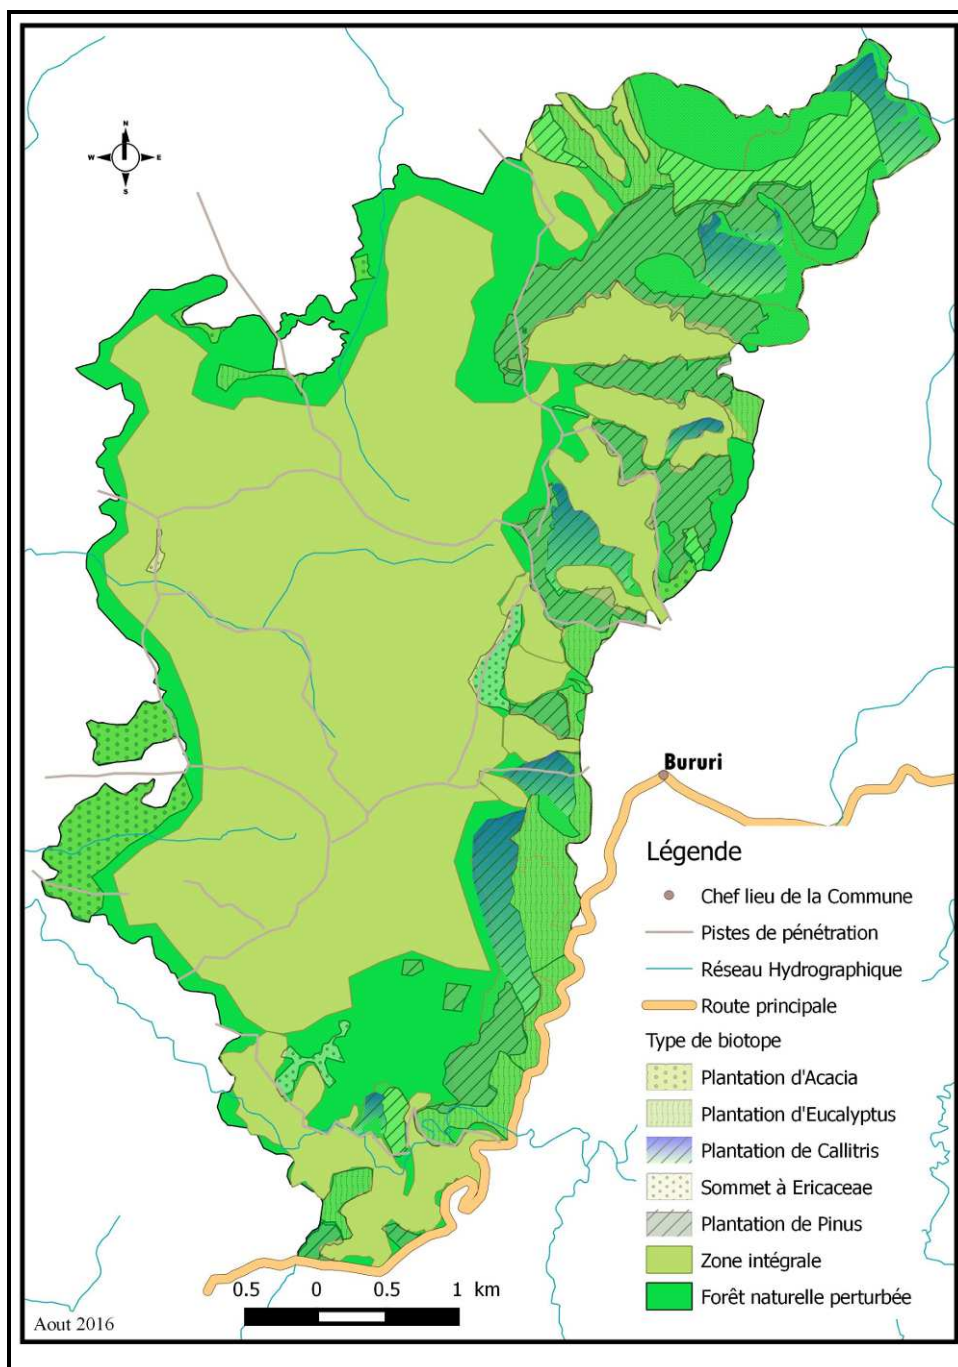 N
W E
S
Bururi
Légende
Chef lieu de la Commune
Pistes de pénétration
Réseau Hydrographique
Route principale
Type de biotope
Plantation d'Acacia
Plantation d'Eucalyptus
Plantation de Callitris
Sommet à Ericaceae
Plantation de Pinus
Zone intégrale
Forêt naturelle perturbée
0.5 0 0.5 1 km
Aout 2016